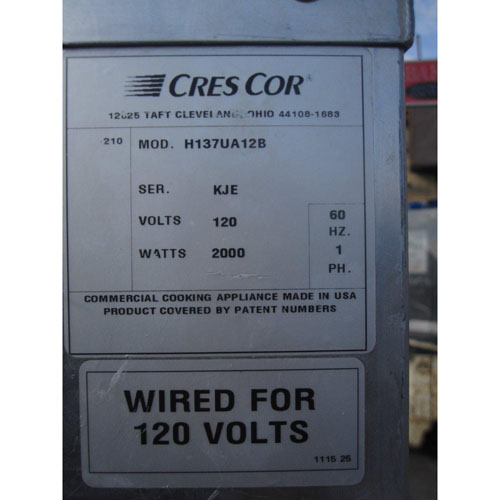 CRES COR
TAFT CLEVELAND, OHIO 44108-1683
210 MOD. H137UA12B
SER. KJE
VOLTS 120
WATTS 2000
60
HZ.
1
PH.
COMMERCIAL COOKING APPLIANCE MADE IN USA
PRODUCT COVERED BY PATENT NUMBERS
WIRED FOR
120 VOLTS
1115 25